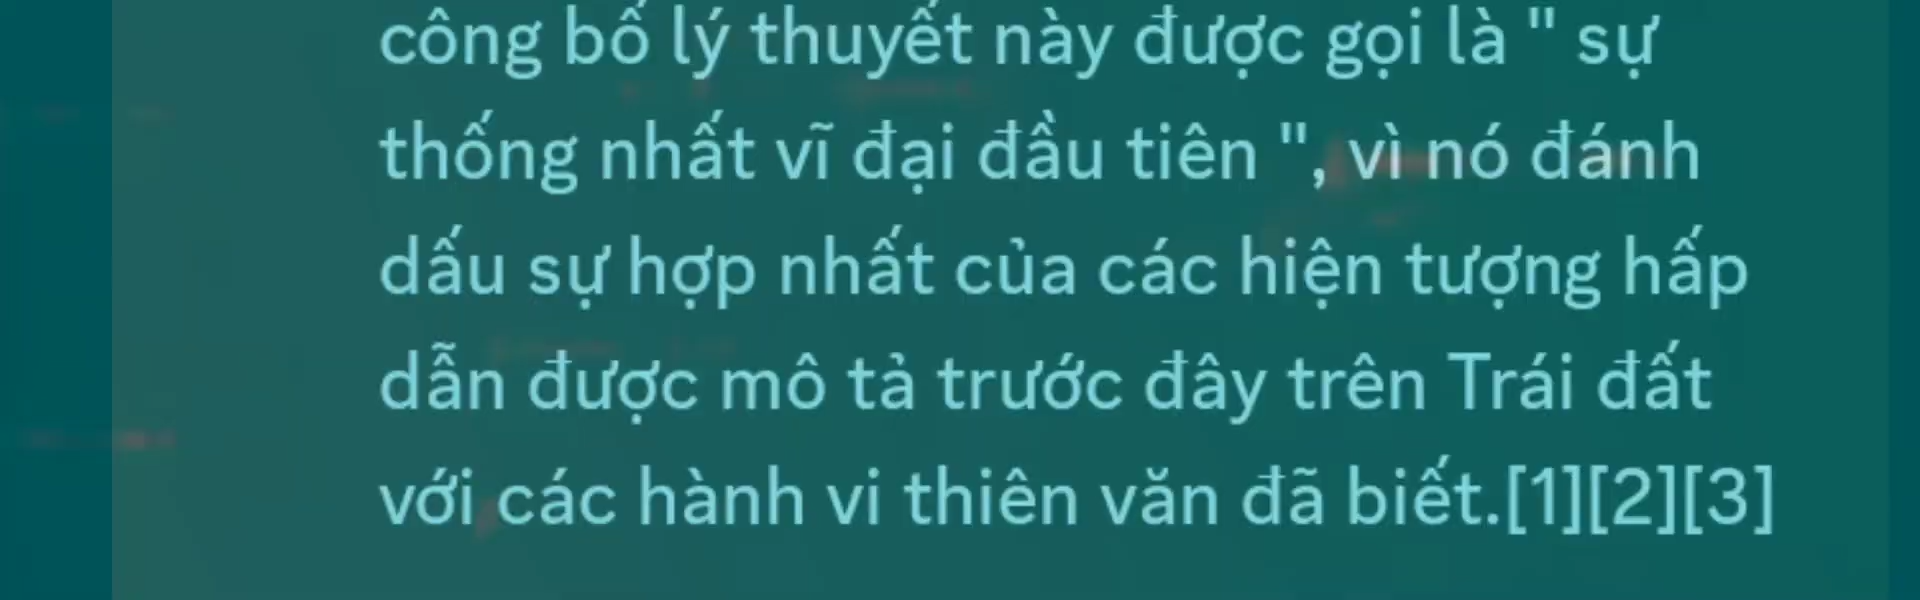 công bố lý thuyết này được gọi là " sự
thống nhất vĩ đại đầu tiên ", vì nó đánh
dấu sự hợp nhất của các hiện tượng hấp
dẫn được mô tả trước đây trên Trái đất
với các hành vi thiên văn đã biết.[1][2][3]